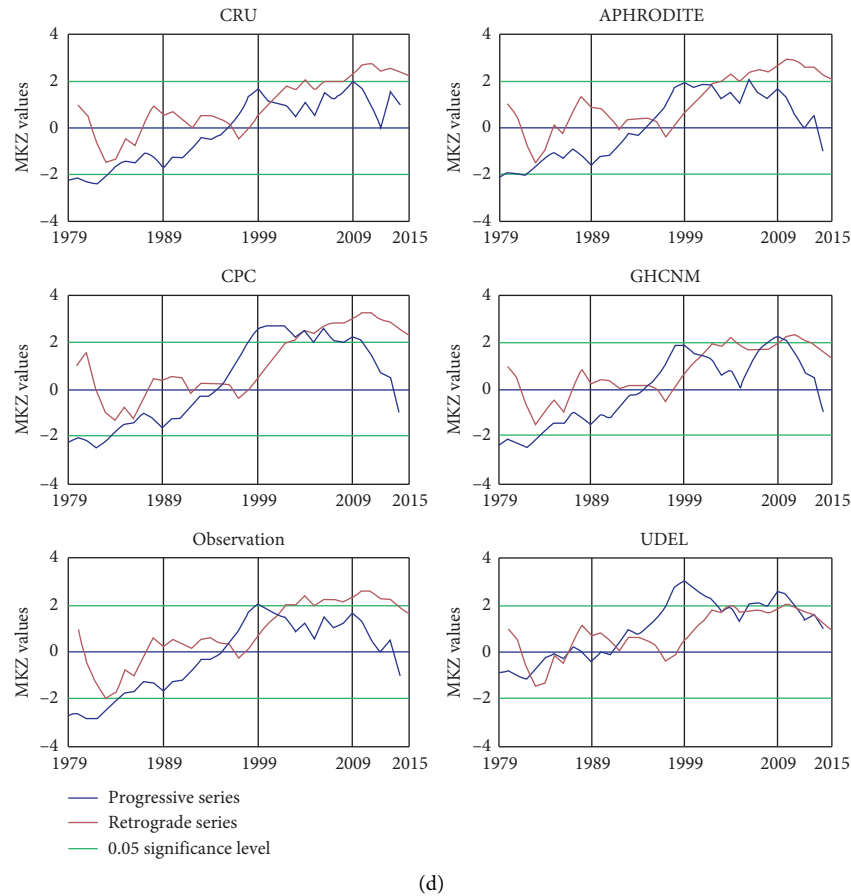 CRU
MKZ values
4
2
0
−2
−4
1979 1989 1999 2009 2015
APHRODITE
MKZ values
4
2
0
−2
−4
1979 1989 1999 2009 2015
CPC
MKZ values
4
2
0
−2
−4
1979 1989 1999 2009 2015
GHCNM
MKZ values
4
2
0
−2
−4
1979 1989 1999 2009 2015
Observation
MKZ values
4
2
0
−2
−4
1979 1989 1999 2009 2015
UDEL
MKZ values
4
2
0
−2
−4
1979 1989 1999 2009 2015
Progressive series
Retrograde series
0.05 significance level
(d)